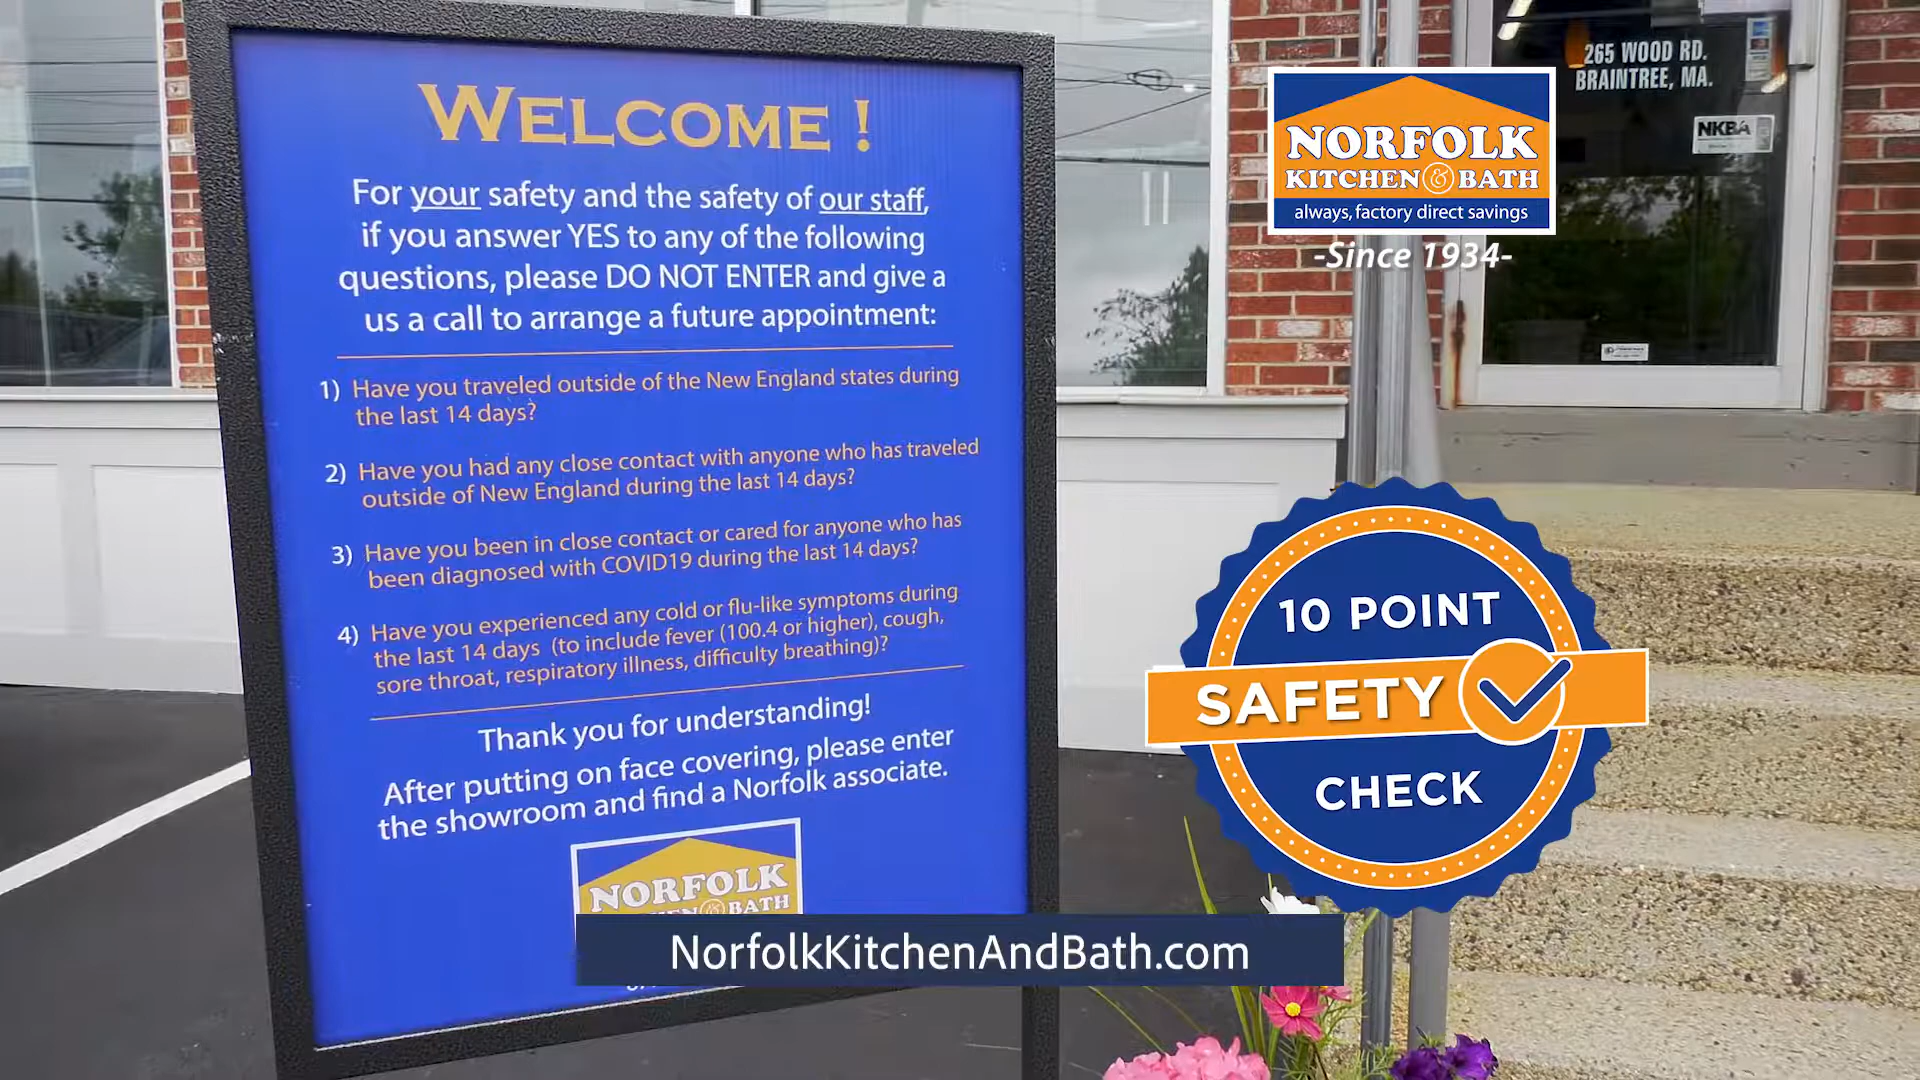 WELCOME !
For your safety and the safety of our staff,
if you answer YES to any of the following
questions, please DO NOT ENTER and give a
us a call to arrange a future appointment:
1) Have you traveled outside of the New England states during
the last 14 days?
2) Have you had any close contact with anyone who has traveled
outside of New England during the last 14 days?
3) Have you been in close contact or cared for anyone who has
been diagnosed with COVID19 during the last 14 days?
4) Have you experienced any cold or flu-like symptoms during
the last 14 days (to include fever (100.4 or higher), cough,
sore throat, respiratory illness, difficulty breathing)?
Thank you for understanding!
After putting on face covering, please enter
the showroom and find a Norfolk associate.
NORFOLK
& BATH
NorfolkKitchenAndBath.com
265 WOOD RD.
BRAINTREE, MA.
NKBA
NORFOLK
KITCHEN & BATH
always, factory direct savings
-Since 1934-
10 POINT
SAFETY
CHECK